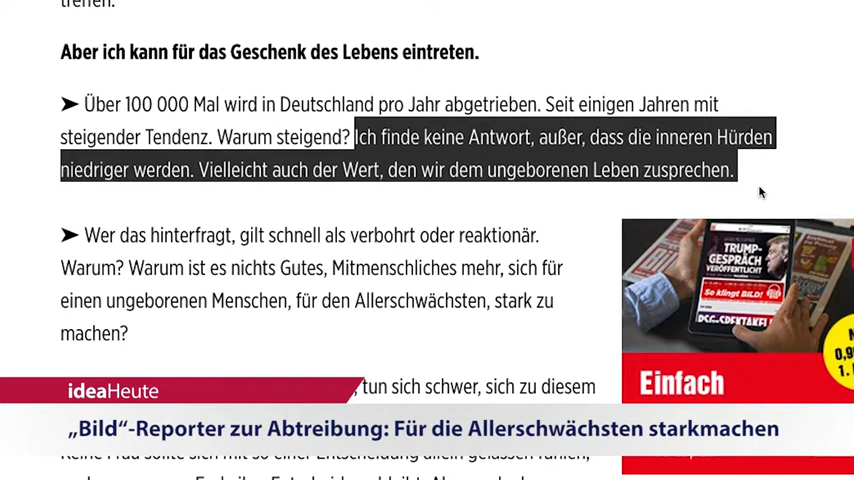 treffen.
Aber ich kann für das Geschenk des Lebens eintreten.
➤ Über 100 000 Mal wird in Deutschland pro Jahr abgetrieben. Seit einigen Jahren mit
steigender Tendenz. Warum steigend? Ich finde keine Antwort, außer, dass die inneren Hürden
niedriger werden. Vielleicht auch der Wert, den wir dem ungeborenen Leben zusprechen.
➤ Wer das hinterfragt, gilt schnell als verbohrt oder reaktionär.
Warum? Warum ist es nichts Gutes, Mitmenschliches mehr, sich für
einen ungeborenen Menschen, für den Allerschwächsten, stark zu
machen?
TRUMP-
GESPRÄCH
VERÖFFENTLICHT
So klingt BILD!
Einfach
0,9
1.
, tun sich schwer, sich zu diesem
ideaHeute
„Bild“-Reporter zur Abtreibung: Für die Allerschwächsten starkmachen